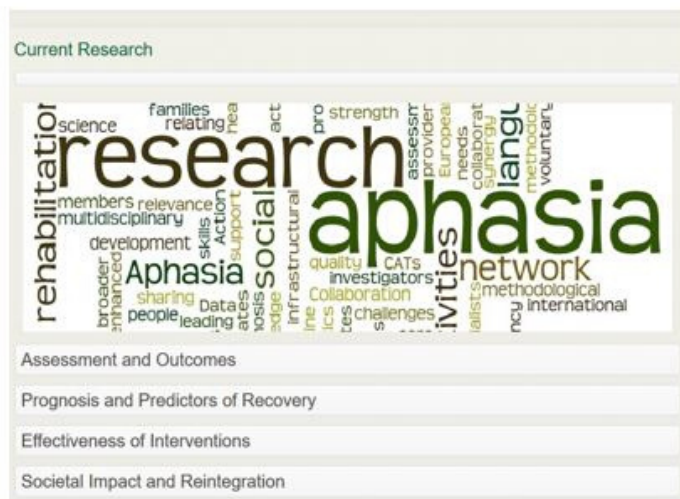 Current Research
families
relating
science
strength
rehabilitation
research
members relevance
multidisciplinary
development
skills
Action
support
social
infrastructural
aphasia
Aphasia
broader
enhanced
sharing
people
leading
Data
quality
CATs
investigators
Collaboration
challenges
network
methodological
international
needs
synergy
provider
voluntary
Assessment and Outcomes
Prognosis and Predictors of Recovery
Effectiveness of Interventions
Societal Impact and Reintegration